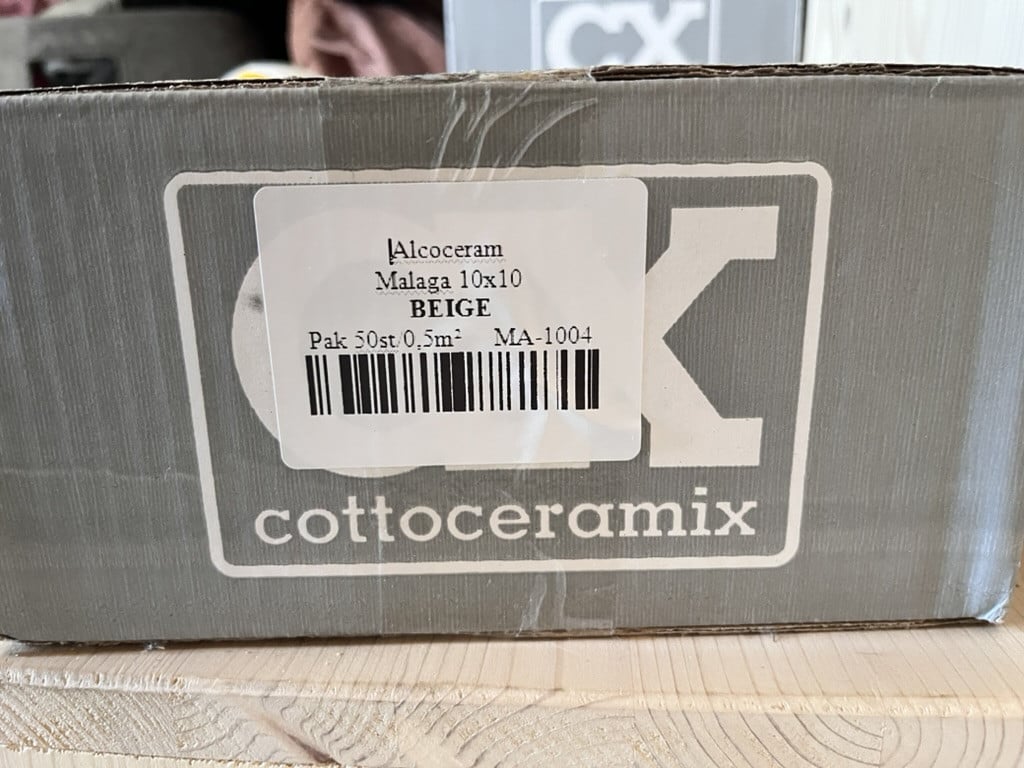 CX
Alcoceram
Malaga 10x10
BEIGE
Pak 50st/0,5m² MA-1004
cottoceramix